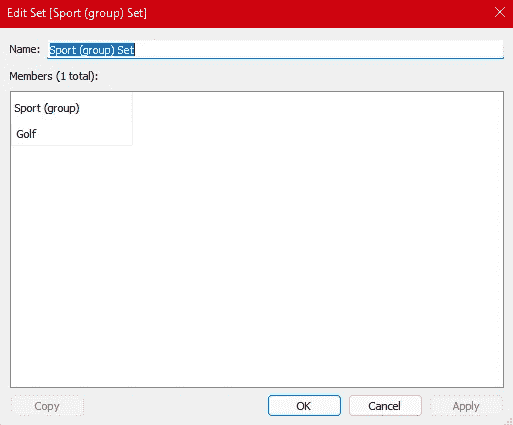 Edit Set [Sport (group) Set]
Name: Sport (group) Set
Members (1 total):
Sport (group)
Golf
Copy OK Cancel Apply